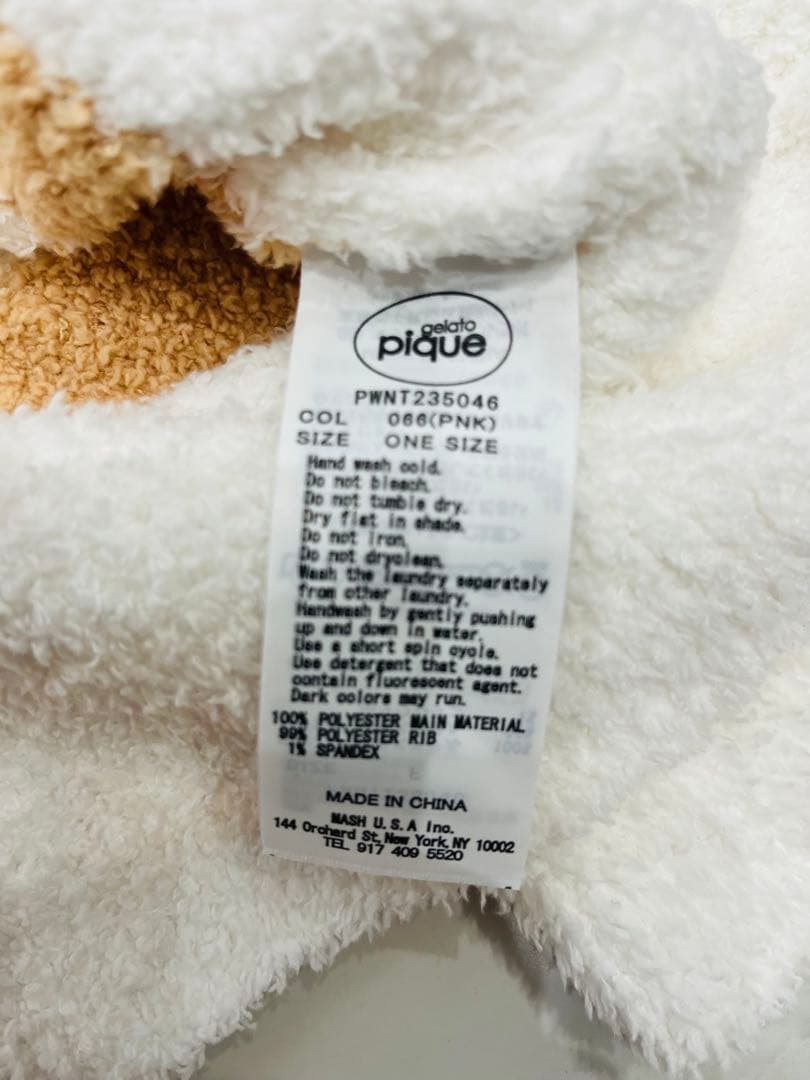 gelato
pique
PWNT235046
COL 066(PNK)
SIZE ONE SIZE
Hand wash cold.
Do not bleach.
Do not tumble dry.
Dry flat in shade.
Do not iron.
Do not dryclean.
Wash the laundry separately
from other laundry.
Handwash by gently pushing
up and down in water.
Use a short spin cycle.
Use detergent that does not
contain fluorescent agent.
Dark colors may run.
100% POLYESTER MAIN MATERIAL
99% POLYESTER RIB
1% SPANDEX
MADE IN CHINA
MASH U.S.A Inc.
144 Orchard St, New York, NY 10002
TEL 917 409 5520